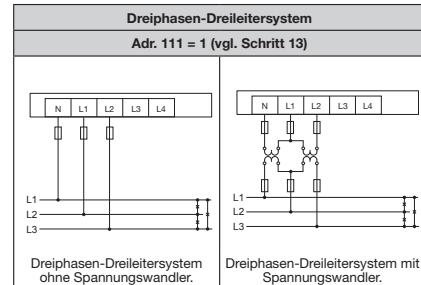 Dreiphasen-Dreileitersystem
Adr. 111 = 1 (vgl. Schritt 13)
N L1 L2 L3 L4
L1
L2
L3
Dreiphasen-Dreileitersystem
ohne Spannungswandler.
N L1 L2 L3 L4
L1
L2
L3
Dreiphasen-Dreileitersystem mit
Spannungswandler.